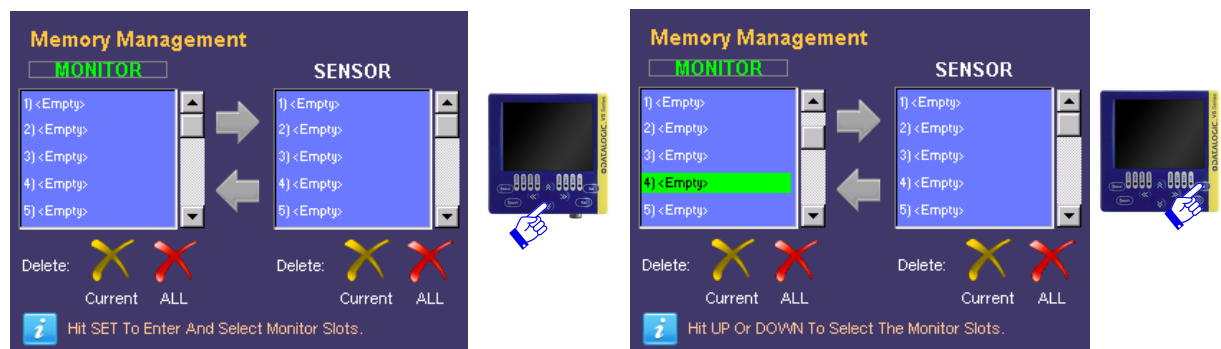 Memory Management
MONITOR SENSOR
1) <Empty> 1) <Empty>
2) <Empty> 2) <Empty>
3) <Empty> 3) <Empty>
4) <Empty> 4) <Empty>
5) <Empty> 5) <Empty>
Delete: Delete:
Current ALL Current ALL
i Hit SET To Enter And Select Monitor Slots.
DATALOGIC VS Series
Memory Management
MONITOR SENSOR
1) <Empty> 1) <Empty>
2) <Empty> 2) <Empty>
3) <Empty> 3) <Empty>
4) <Empty> 4) <Empty>
5) <Empty> 5) <Empty>
Delete: Delete:
Current ALL Current ALL
i Hit UP Or DOWN To Select The Monitor Slots.
DATALOGIC VS Series